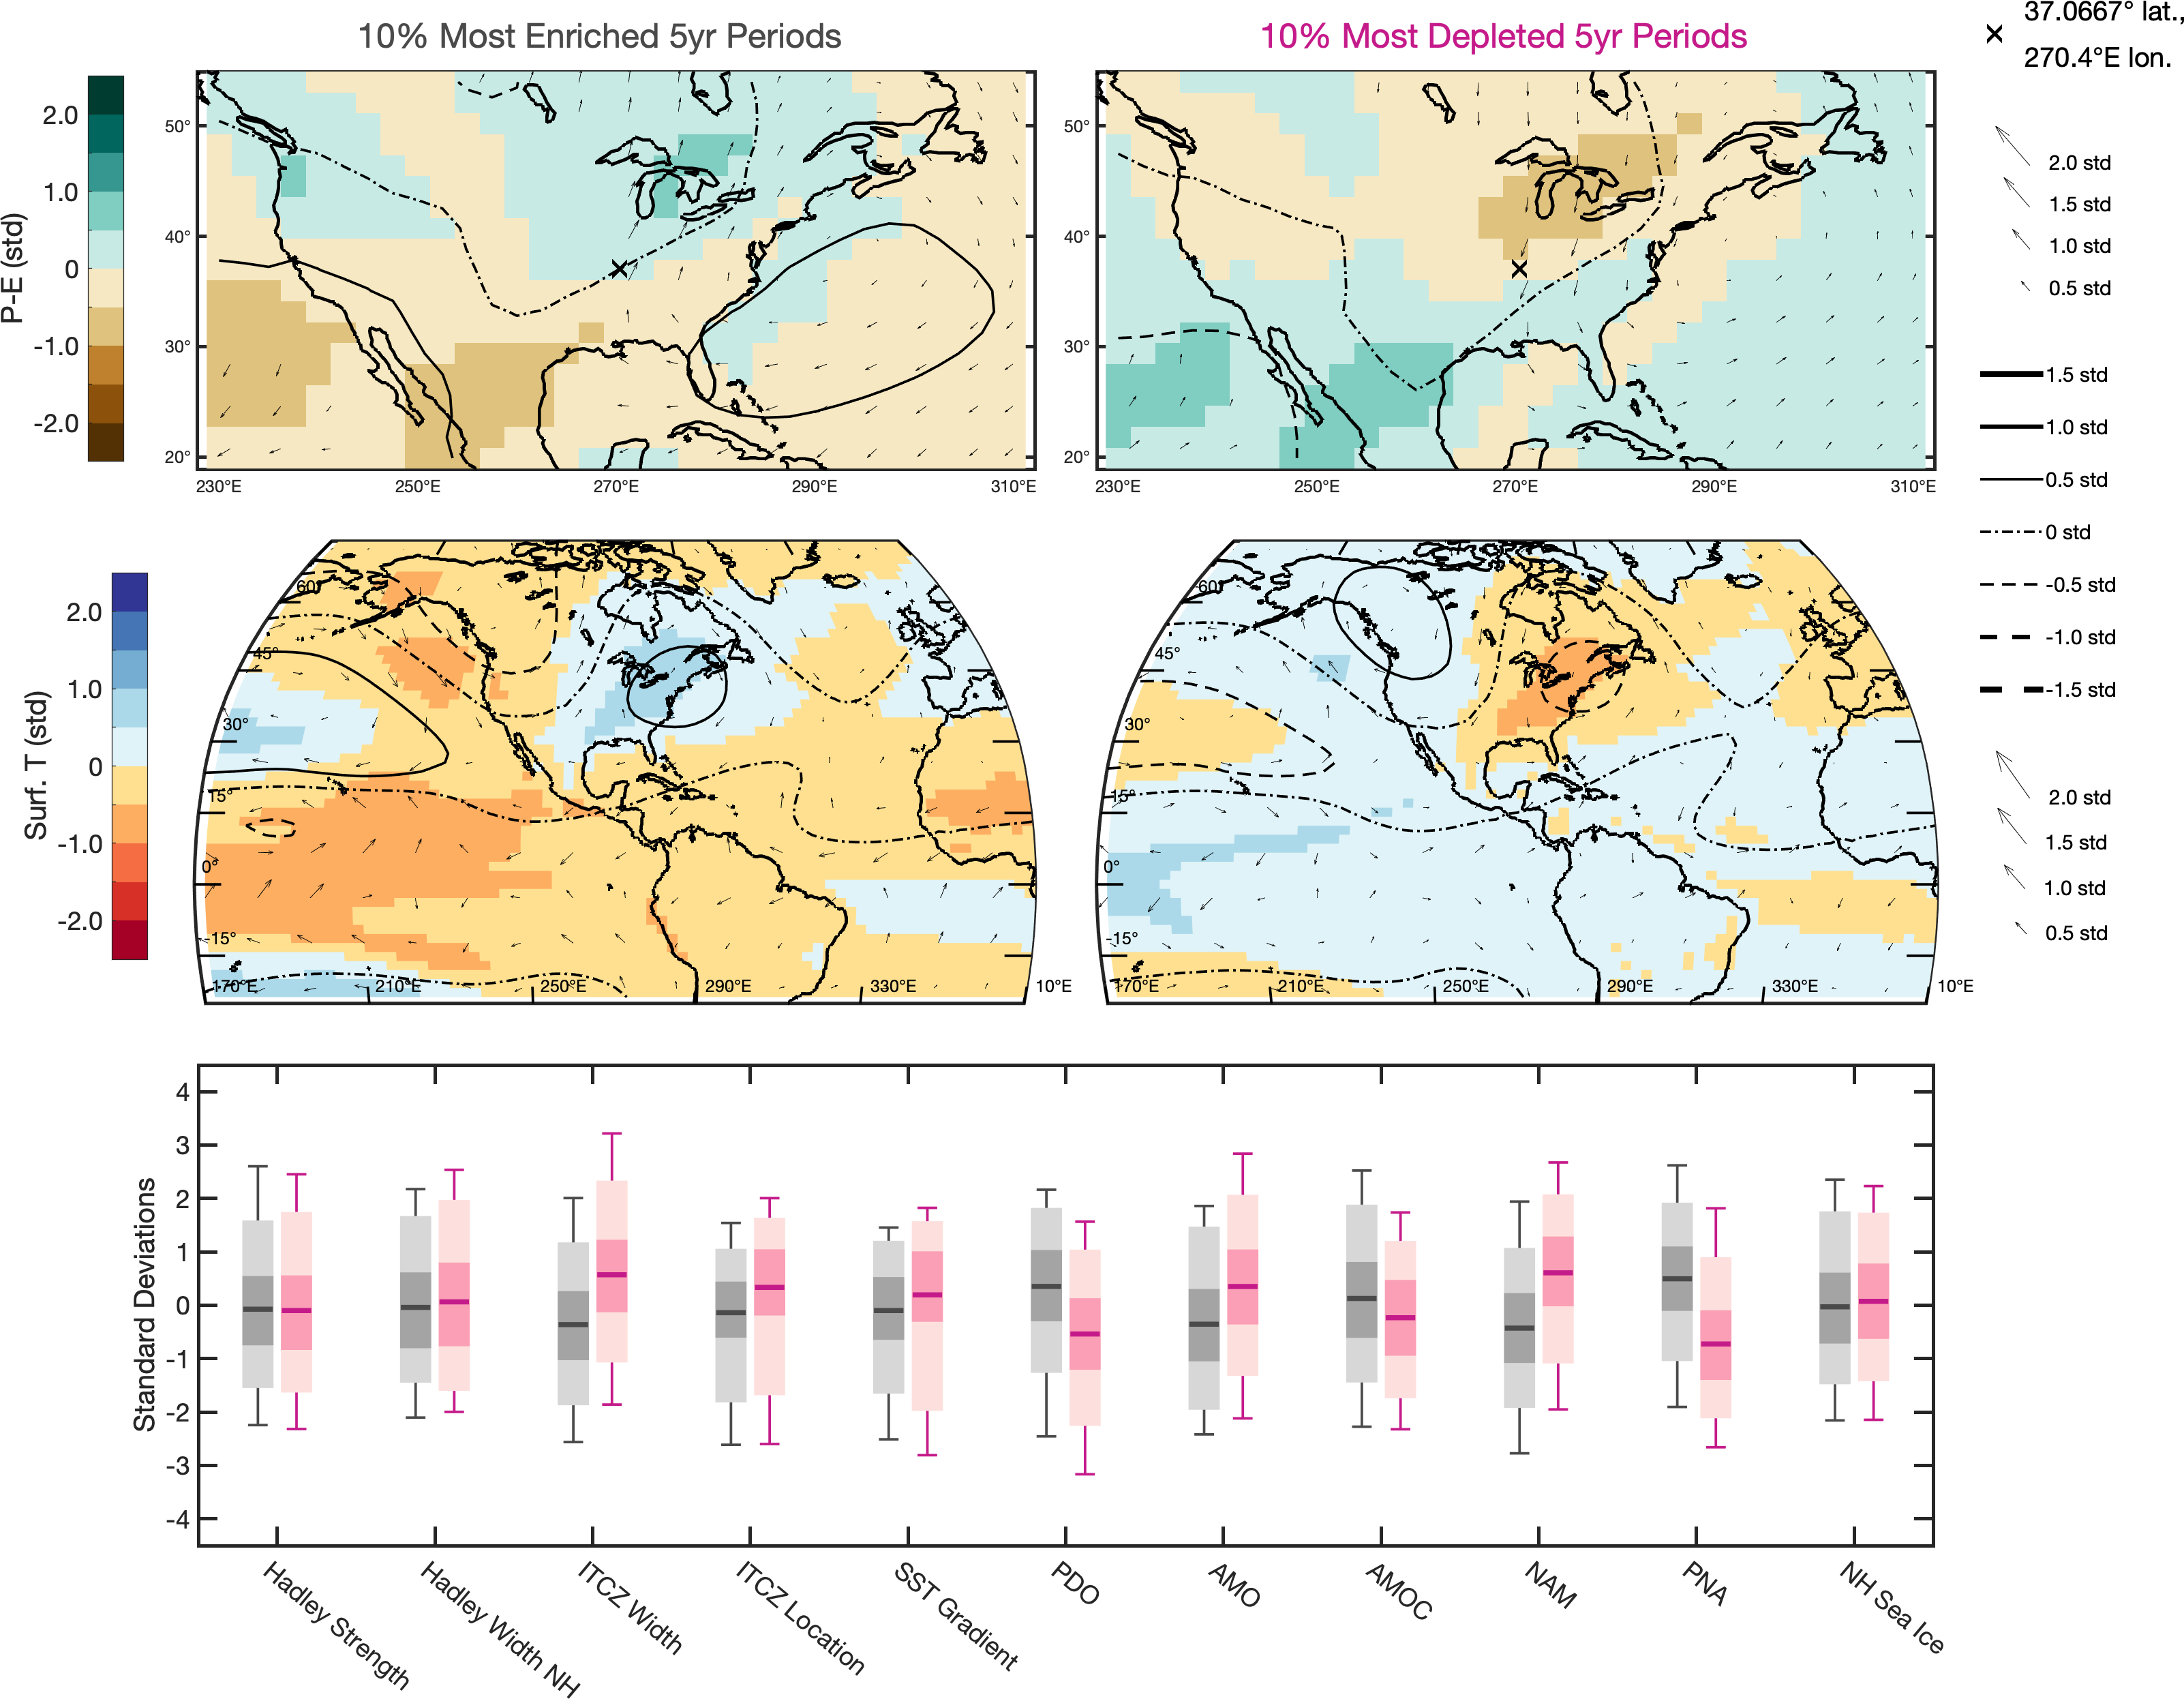 10% Most Enriched 5yr Periods
10% Most Depleted 5yr Periods
37.0667° lat.,
270.4°E lon.
P-E (std)
2.0
1.0
0
-1.0
-2.0
50°
40°
30°
20°
230°E
250°E
270°E
290°E
310°E
50°
40°
30°
20°
230°E
250°E
270°E
290°E
310°E
2.0 std
1.5 std
1.0 std
0.5 std
1.5 std
1.0 std
0.5 std
0 std
-0.5 std
-1.0 std
-1.5 std
Surf. T (std)
2.0
1.0
0
-1.0
-2.0
60°
45°
30°
15°
0°
-15°
170°E
210°E
250°E
290°E
330°E
10°E
60°
45°
30°
15°
0°
-15°
170°E
210°E
250°E
290°E
330°E
10°E
2.0 std
1.5 std
1.0 std
0.5 std
Standard Deviations
4
3
2
1
0
-1
-2
-3
-4
Hadley Strength
Hadley Width NH
ITCZ Width
ITCZ Location
SST Gradient
PDO
AMO
AMOC
NAM
PNA
NH Sea Ice